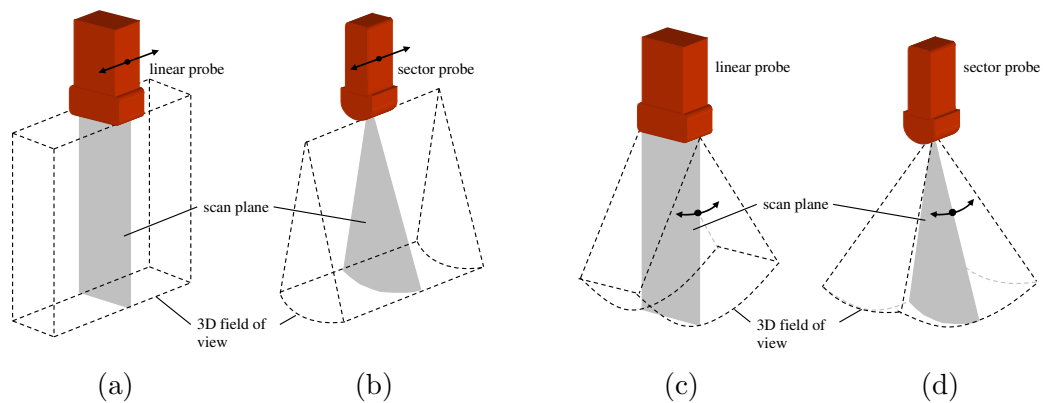 linear probe
sector probe
linear probe
sector probe
scan plane
scan plane
3D field of
view
3D field of
view
(a)
(b)
(c)
(d)